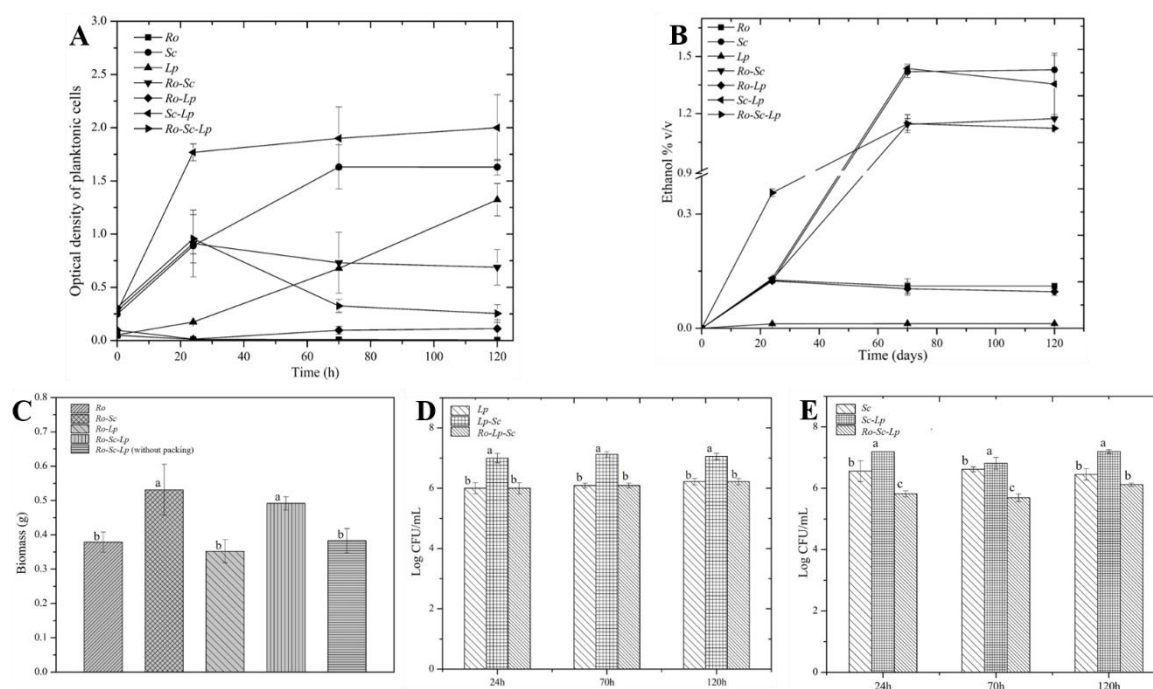 A
Ro
Sc
Lp
Ro-Sc
Ro-Lp
Sc-Lp
Ro-Sc-Lp
Optical density of planktonic cells
3.0
2.5
2.0
1.5
1.0
0.5
0.0
0 20 40 60 80 100 120
Time (h)
B
Ro
Sc
Lp
Ro-Sc
Ro-Lp
Sc-Lp
Ro-Sc-Lp
Ethanol % v/v
1.5
1.2
0.9
0.3
0.0
0 20 40 60 80 100 120
Time (days)
C
Ro
Ro-Sc
Ro-Lp
Ro-Sc-Lp
Ro-Sc-Lp (without packing)
Biomass (g)
0.8
0.7
0.6
0.5
0.4
0.3
0.2
0.1
0.0
b a b a b
D
Lp
Lp-Sc
Ro-Lp-Sc
Log CFU/mL
8
6
4
2
0
b a b b a b b a b
24h 70h 120h
E
Sc
Sc-Lp
Ro-Sc-Lp
Log CFU/mL
8
6
4
2
0
b a c b a c b a b
24h 70h 120h